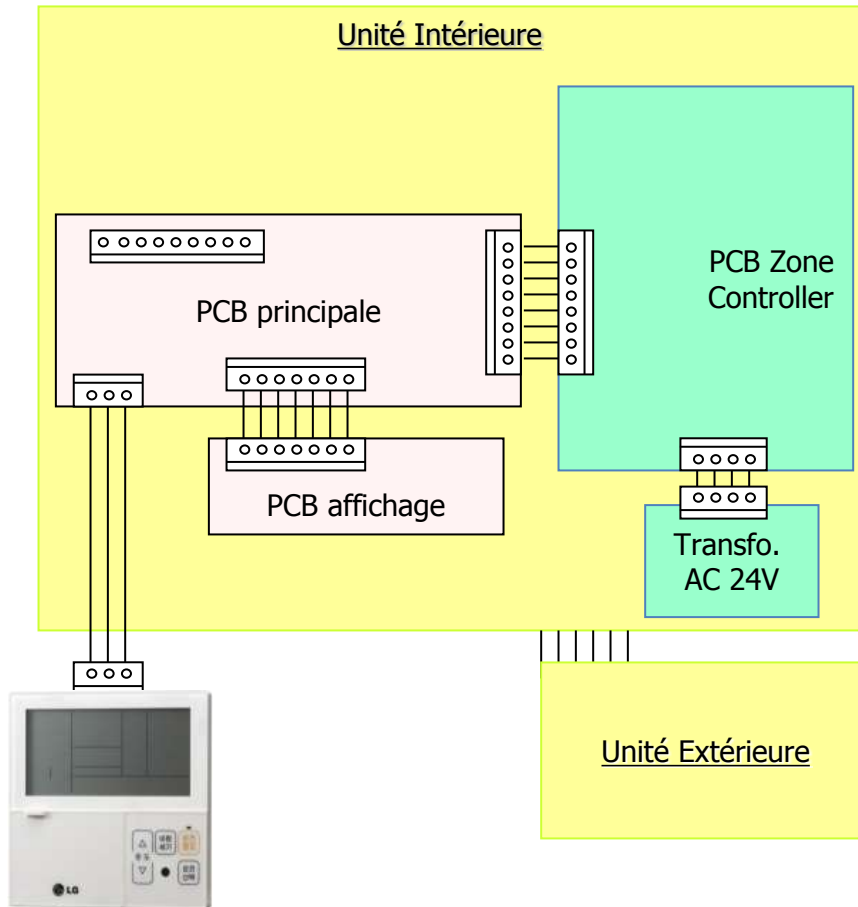 Unité Intérieure
PCB Zone
Controller
PCB principale
PCB affichage
Transfo.
AC 24V
Unité Extérieure
LG